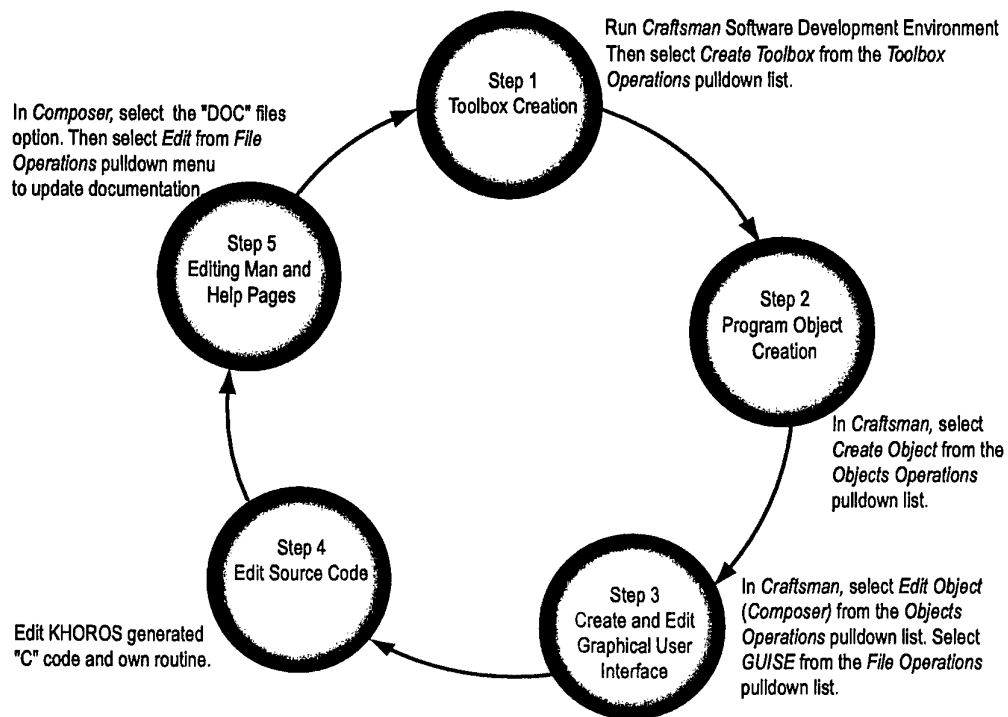 Step 1
Toolbox Creation
Run Craftsman Software Development Environment
Then select Create Toolbox from the Toolbox
Operations pulldown list.
Step 2
Program Object
Creation
In Craftsman, select
Create Object from the
Objects Operations
pulldown list.
Step 3
Create and Edit
Graphical User
Interface
In Craftsman, select Edit Object
(Composer) from the Objects
Operations pulldown list. Select
GUISE from the File Operations
pulldown list.
Step 4
Edit Source Code
Edit KHOROS generated
"C" code and own routine.
Step 5
Editing Man and
Help Pages
In Composer, select the "DOC" files
option. Then select Edit from File
Operations pulldown menu
to update documentation.